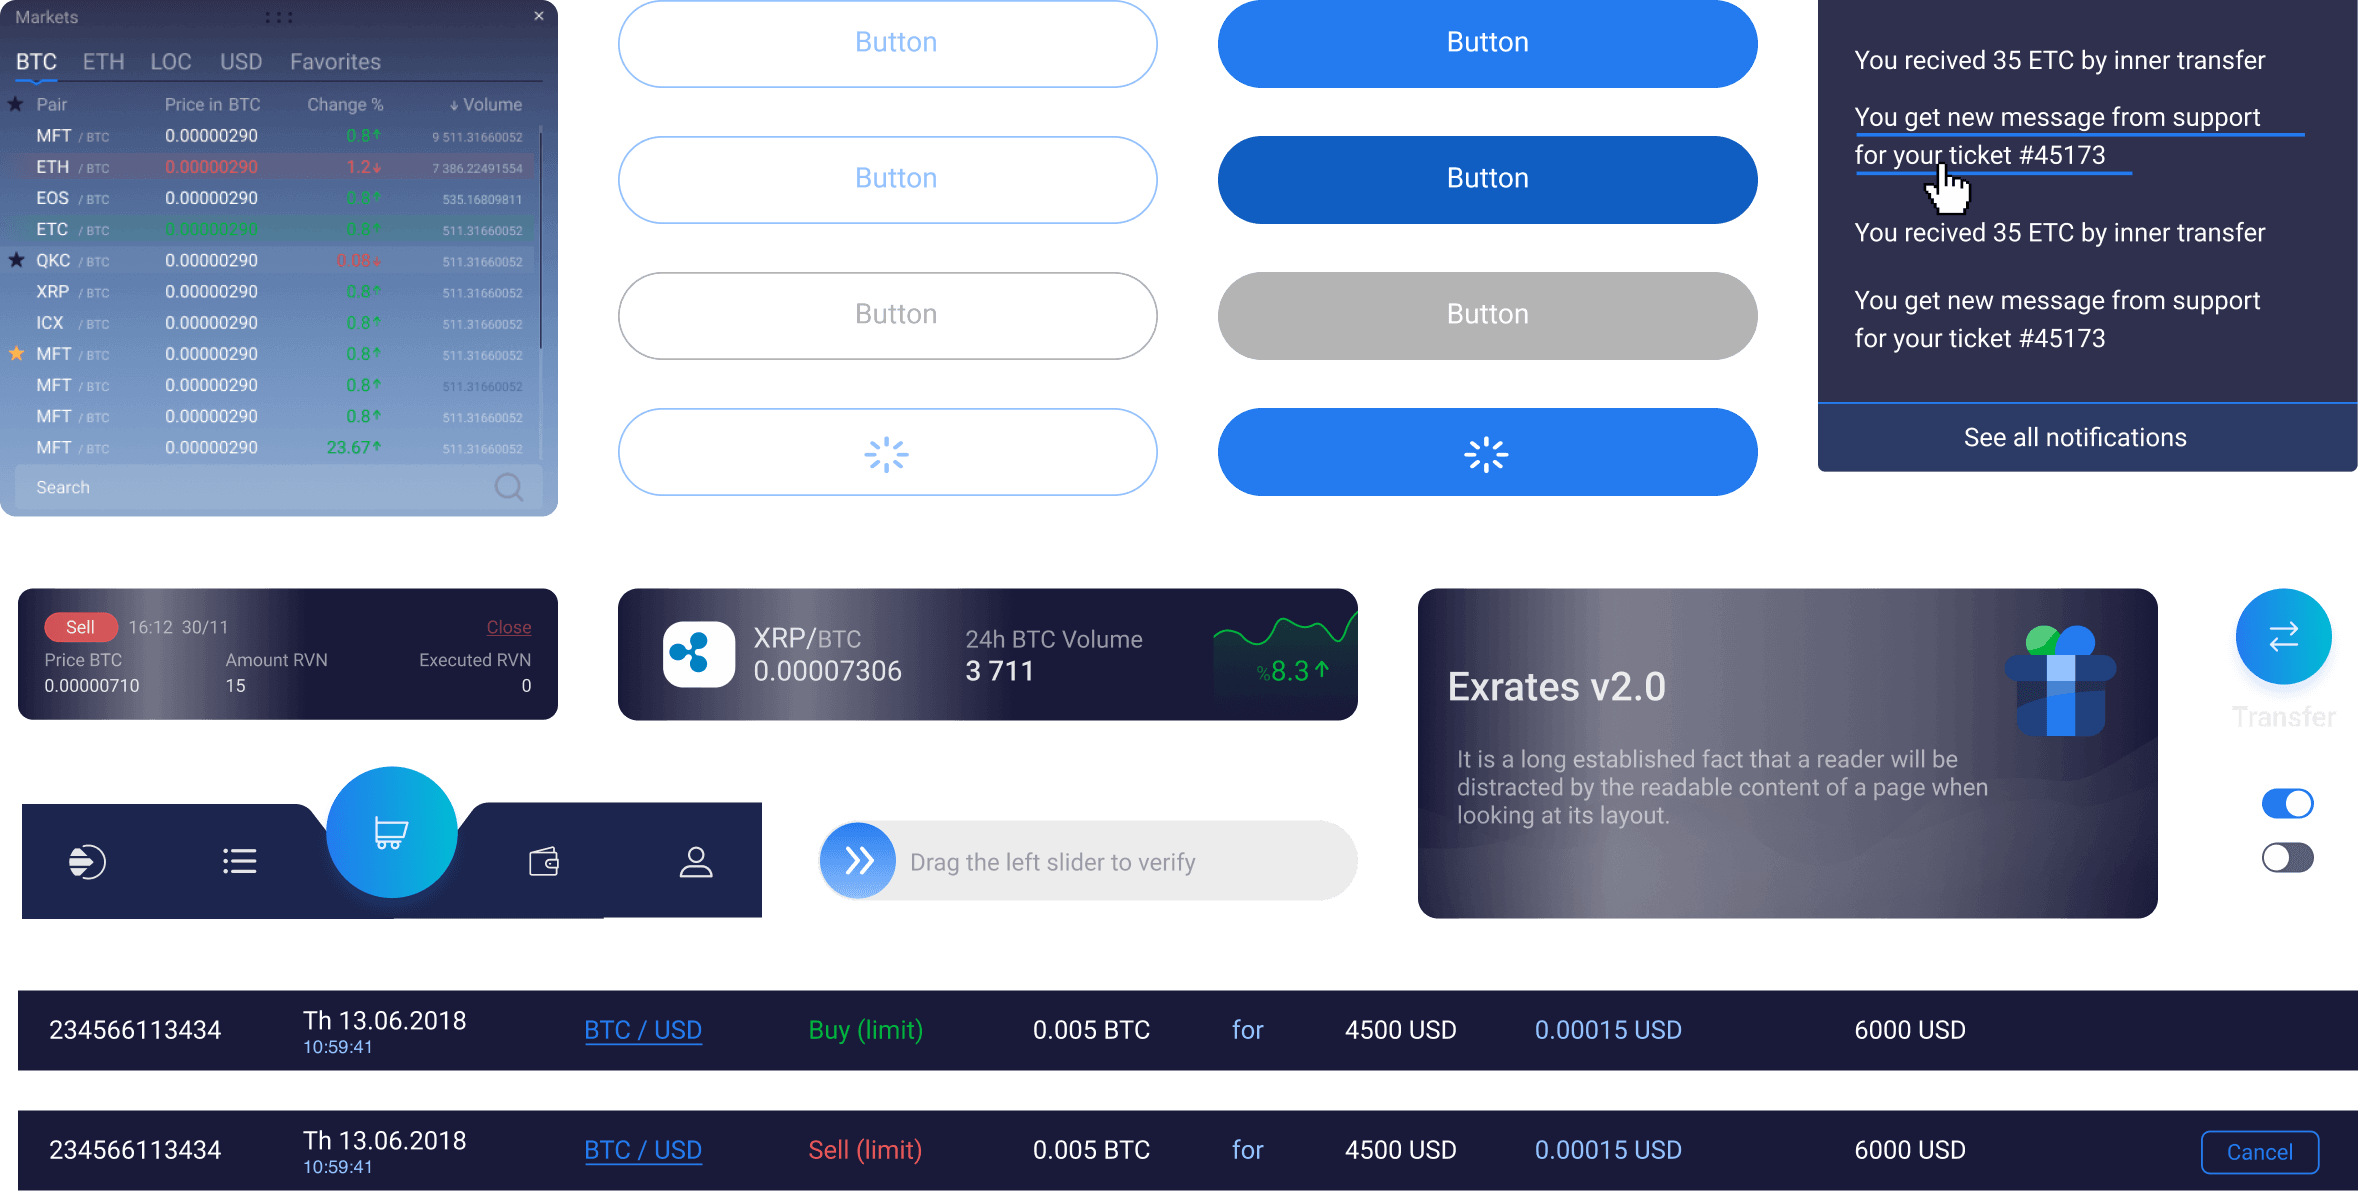 Markets ×
BTC ETH LOC USD Favorites
Pair Price in BTC Change % ↓ Volume
MFT / BTC 0.00000290 0.8↑ 9 511.31660052
ETH / BTC 0.00000290 1.2↓ 7 386.22491554
EOS / BTC 0.00000290 0.8↑ 535.16809811
ETC / BTC 0.00000290 0.8↑ 511.31660052
QKC / BTC 0.00000290 0.00↓ 511.31660052
XRP / BTC 0.00000290 0.8↑ 511.31660052
ICX / BTC 0.00000290 0.8↑ 511.31660052
MFT / BTC 0.00000290 0.8↑ 511.31660052
MFT / BTC 0.00000290 0.8↑ 511.31660052
MFT / BTC 0.00000290 0.8↑ 511.31660052
MFT / BTC 0.00000290 23.67↑ 511.31660052
Search
Button
Button
Button
Button
Button
Button
You recived 35 ETC by inner transfer
You get new message from support
for your ticket #45173
You recived 35 ETC by inner transfer
You get new message from support
for your ticket #45173
See all notifications
Sell 16:12 30/11 Close
Price BTC Amount RVN Executed RVN
0.00000710 15 0
XRP/BTC 24h BTC Volume
0.00007306 3 711 %8.3↑
Exrates v2.0
It is a long established fact that a reader will be
distracted by the readable content of a page when
looking at its layout.
Transfer
Drag the left slider to verify
234566113434 Th 13.06.2018 BTC / USD Buy (limit) 0.005 BTC for 4500 USD 0.00015 USD 6000 USD
10:59:41
234566113434 Th 13.06.2018 BTC / USD Sell (limit) 0.005 BTC for 4500 USD 0.00015 USD 6000 USD Cancel
10:59:41